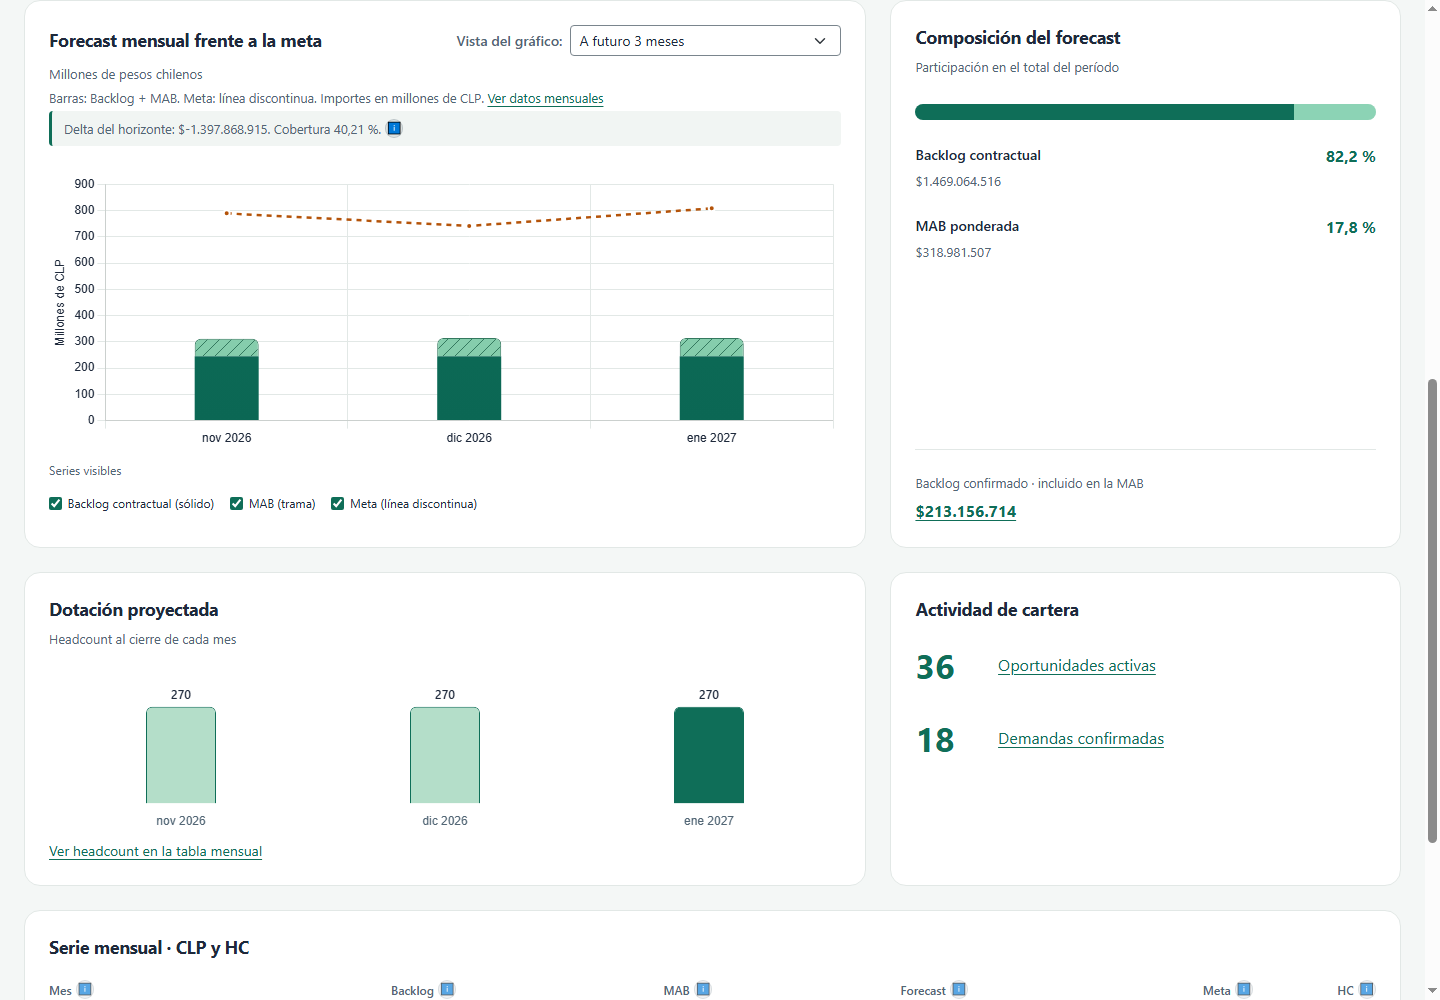 Forecast mensual frente a la meta
Vista del gráfico: A futuro 3 meses
Millones de pesos chilenos
Barras: Backlog + MAB. Meta: línea discontinua. Importes en millones de CLP. Ver datos mensuales
Delta del horizonte: $-1.397.868.915. Cobertura 40,21 %. i
Millones de CLP
900
800
700
600
500
400
300
200
100
0
nov 2026
dic 2026
ene 2027
Series visibles
Backlog contractual (sólido)
MAB (trama)
Meta (línea discontinua)
Composición del forecast
Participación en el total del período
Backlog contractual 82,2 %
$1.469.064.516
MAB ponderada 17,8 %
$318.981.507
Backlog confirmado · incluido en la MAB
$213.156.714
Dotación proyectada
Headcount al cierre de cada mes
270
270
270
nov 2026
dic 2026
ene 2027
Ver headcount en la tabla mensual
Actividad de cartera
36 Oportunidades activas
18 Demandas confirmadas
Serie mensual · CLP y HC
Mes i Backlog i MAB i Forecast i Meta i HC i